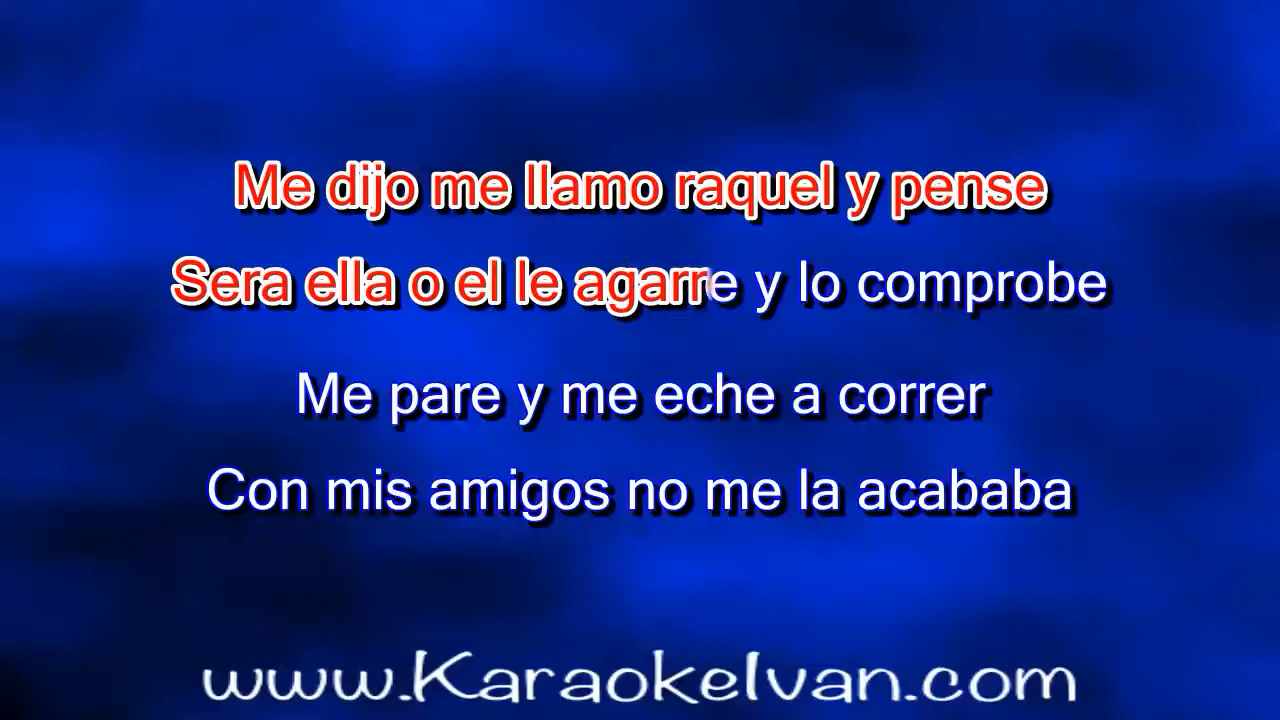 Me dijo me llamo raquel y pense
Sera ella o el le agarre y lo comprobe
Me pare y me eche a correr
Con mis amigos no me la acababa
www.KaraokeIvan.com